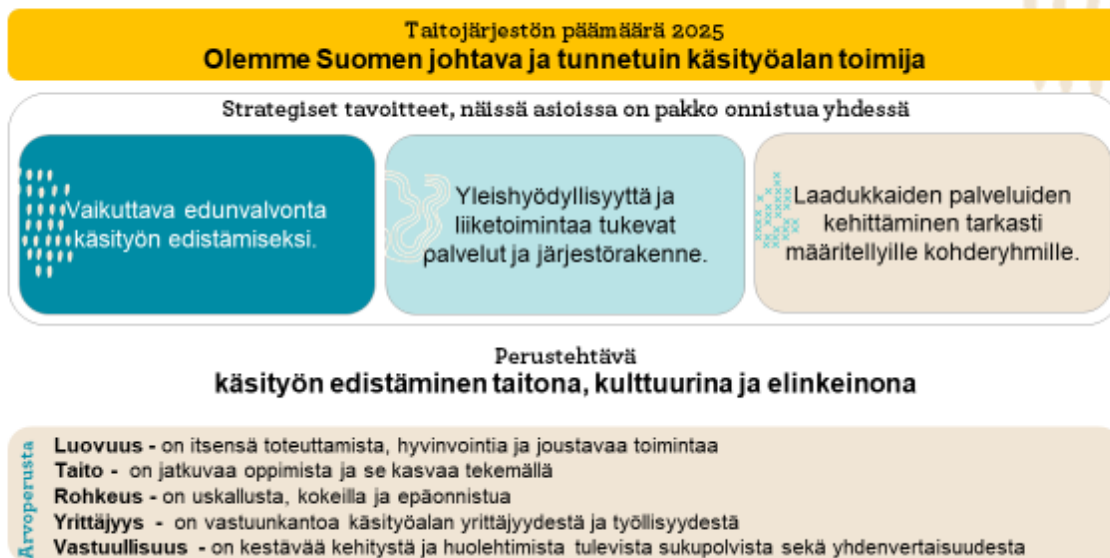 Taitojärjestön päämäärä 2025
Olemme Suomen johtava ja tunnetuin käsityöalan toimija
Strategiset tavoitteet, näissä asioissa on pakko onnistua yhdessä
Vaikuttava edunvalvonta
käsityön edistämiseksi.
Yleishyödyllisyyttä ja
liiketoimintaa tukevat
palvelut ja järjestörakenne.
Laadukkaiden palveluiden
kehittäminen tarkasti
määritellyille kohderyhmille.
Perustehtävä
käsityön edistäminen taitona, kulttuurina ja elinkeinona
Arvoperusta
Luovuus - on itsensä toteuttamista, hyvinvointia ja joustavaa toimintaa
Taito - on jatkuvaa oppimista ja se kasvaa tekemällä
Rohkeus - on uskallusta, kokeilla ja epäonnistua
Yrittäjyys - on vastuunkantoa käsityöalan yrittäjyydestä ja työllisyydestä
Vastuullisuus - on kestävää kehitystä ja huolehtimista tulevista sukupolvista sekä yhdenvertaisuudesta